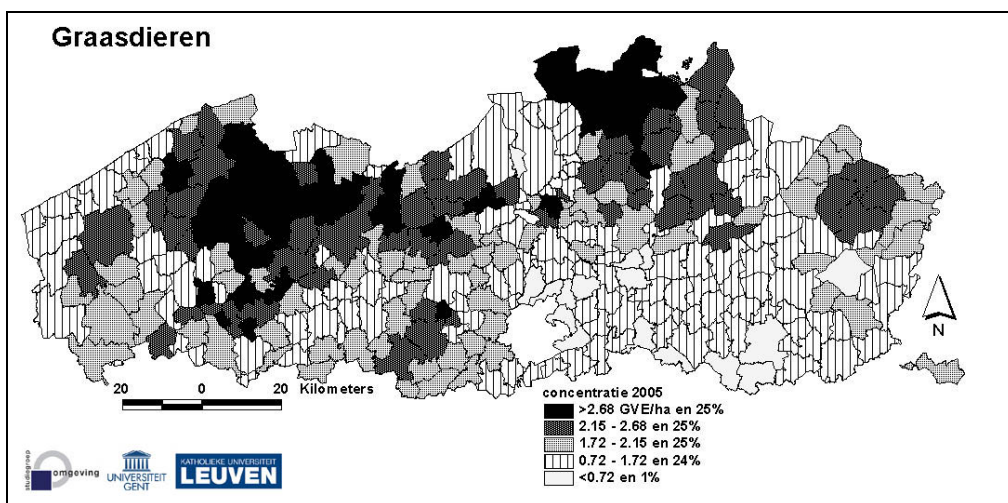 Graasdieren
N
20 0 20 Kilometers
concentratie 2005
>2.68 GVE/ha en 25%
2.15 - 2.68 en 25%
1.72 - 2.15 en 25%
0.72 - 1.72 en 24%
<0.72 en 1%
studiegroep
omgeving
UNIVERSITEIT
GENT
KATHOLIEKE UNIVERSITEIT
LEUVEN